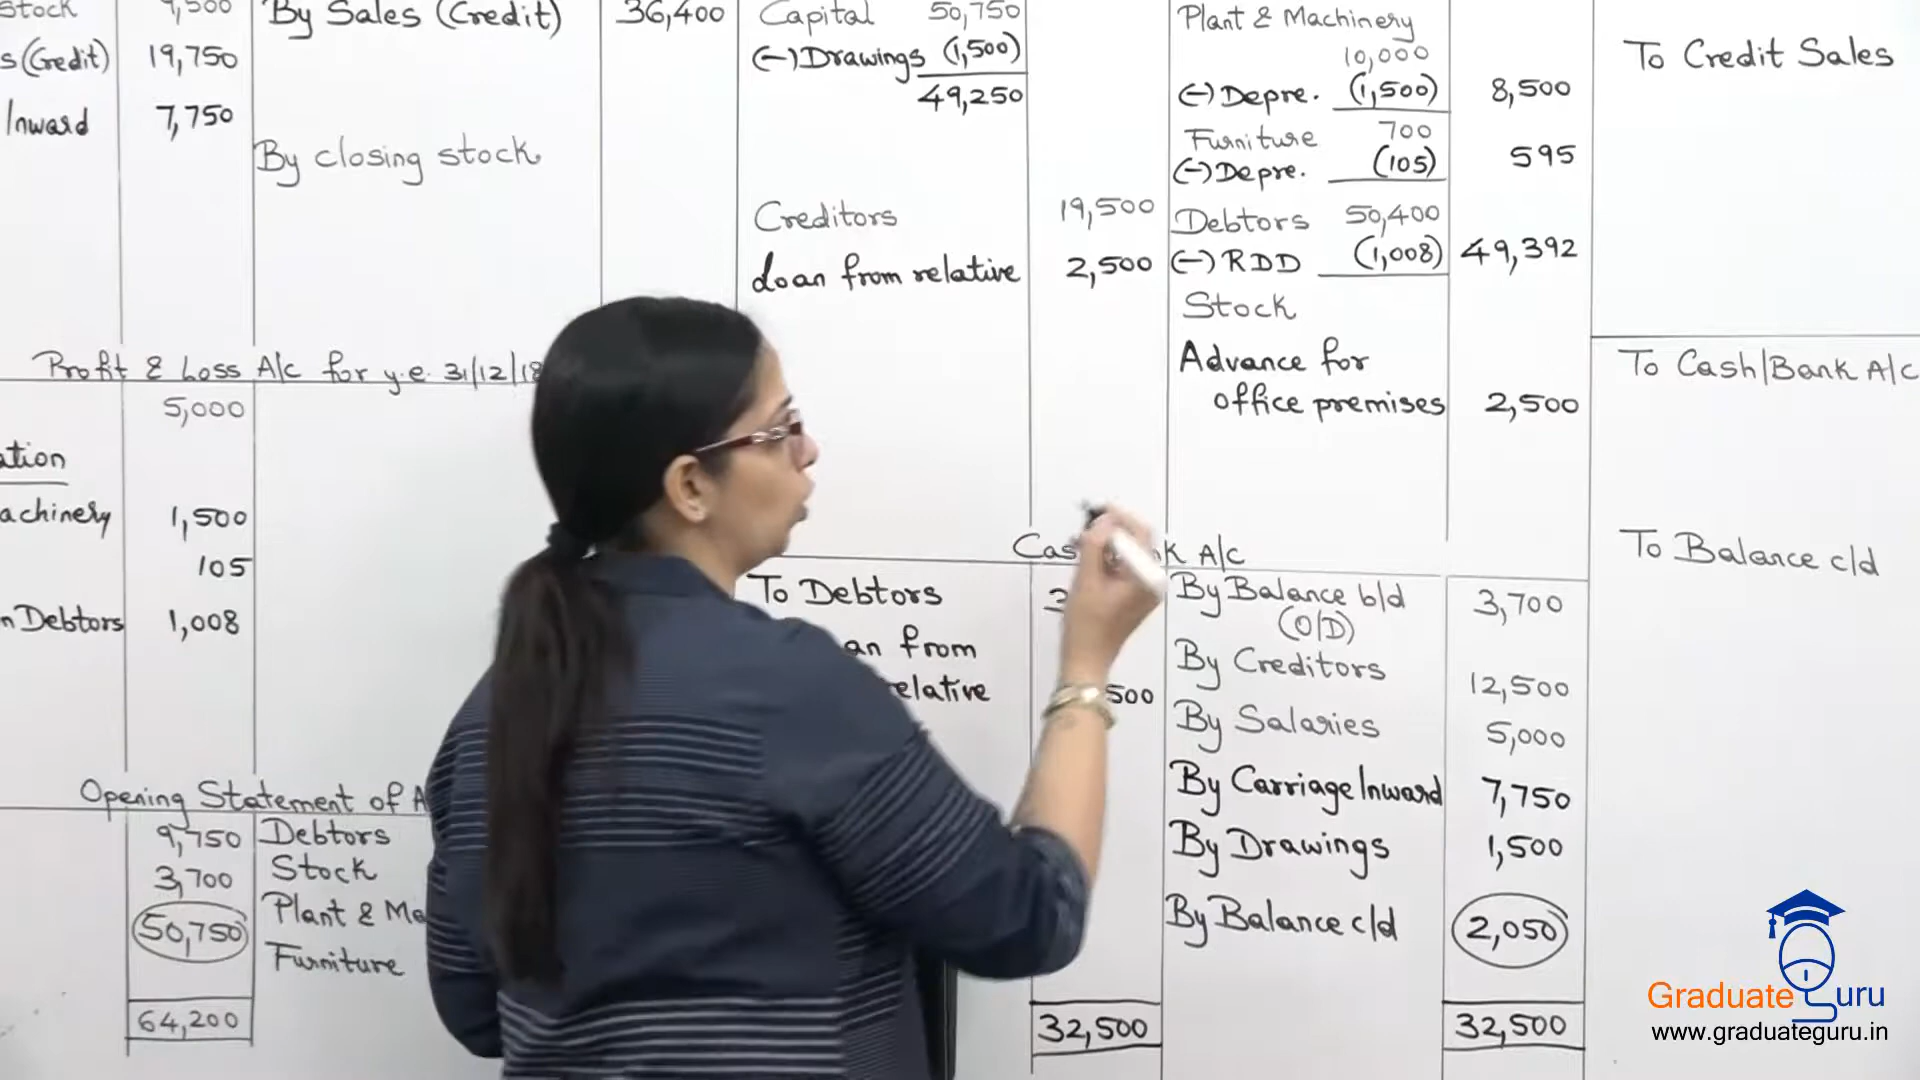 Stock 9,500 By Sales (Credit) 36,400
s (Credit) 19,750
Inward 7,750
By closing stock
Capital 50,750
(-) Drawings (1,500)
49,250
Creditors 19,500
Loan from relative 2,500
Plant & Machinery
10,000
(-) Depre. (1,500) 8,500
Furniture 700
(-) Depre. (105) 595
Debtors 50,400
(-) RDD (1,008) 49,392
Stock
Advance for
office premises 2,500
To Credit Sales
To Cash/Bank A/c
To Balance c/d
Profit & Loss A/c for y.e. 31/12/18
5,000
ation
achinery 1,500
105
n Debtors 1,008
Opening Statement of A
9,750 Debtors
3,700 Stock
50,750 Plant & Ma
Furniture
64,200
Cas k A/c
To Debtors 3
an from
elative 500
By Balance b/d 3,700
(O/D)
By Creditors 12,500
By Salaries 5,000
By Carriage Inward 7,750
By Drawings 1,500
By Balance c/d 2,050
32,500 32,500
Graduate Guru
www.graduateguru.in